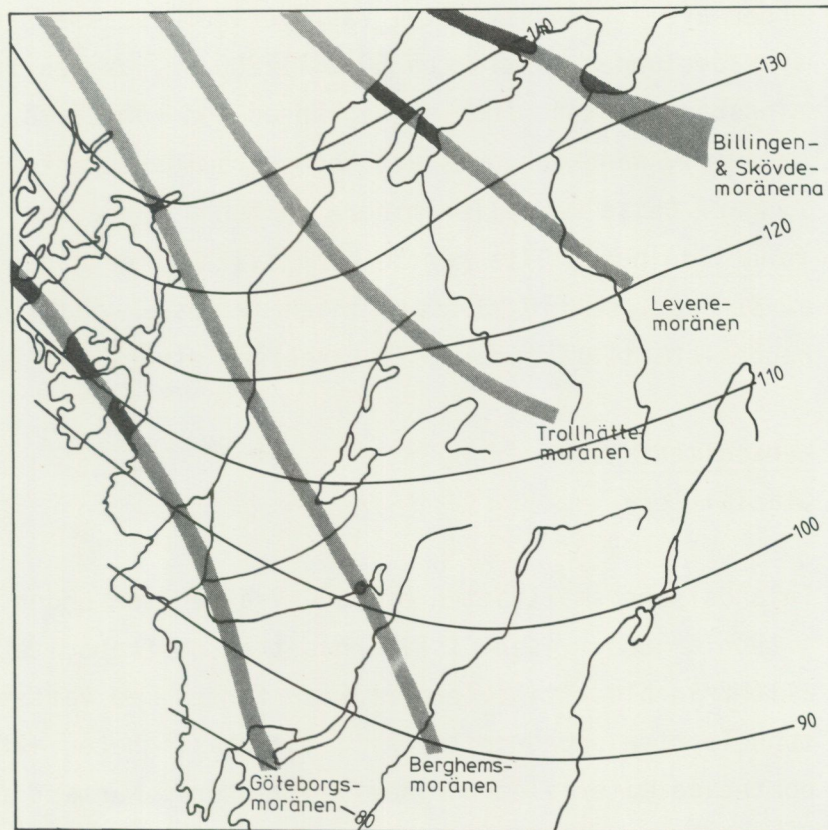 140
130
Billingen-
& Skövde-
moränerna
120
Levene-
moränen
110
Trollhätte-
moränen
100
90
Göteborgs-
moränen
80
Berghems-
moränen